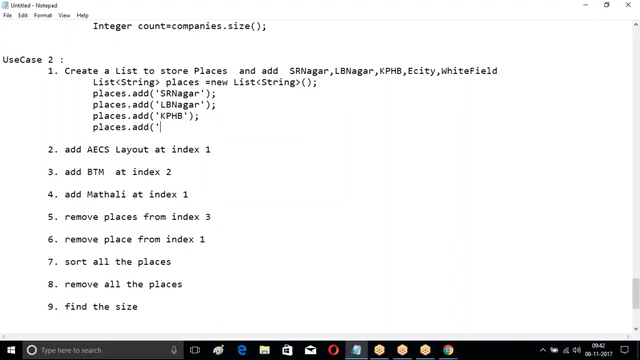 Untitled - Notepad
File Edit Format View Help
Integer count=companies.size();
UseCase 2 :
1. Create a List to store Places  and add  SRNagar,LBNagar,KPHB,Ecity,WhiteField
List<String> places =new List<String>();
places.add('SRNagar');
places.add('LBNagar');
places.add('KPHB');
places.add('
2. add AECS Layout at index 1
3. add BTM  at index 2
4. add Mathali at index 1
5. remove places from index 3
6. remove place from index 1
7. sort all the places
8. remove all the places
9. find the size
Type here to search
09:42
08-11-2017